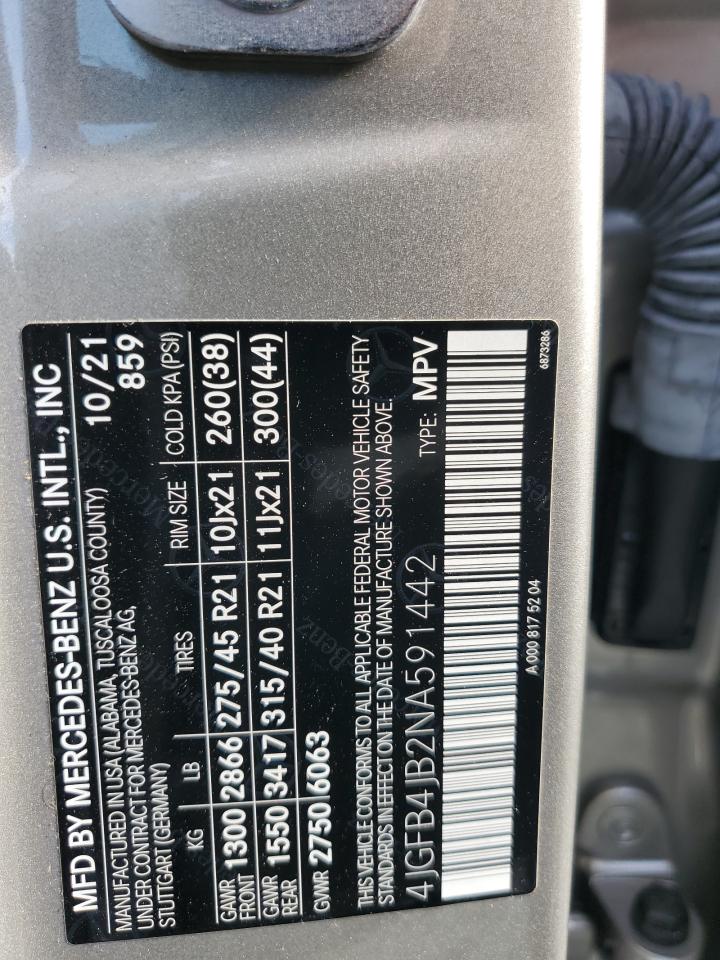 MFD BY MERCEDES-BENZ U.S. INTL., INC
MANUFACTURED IN USA (ALABAMA, TUSCALOOSA COUNTY) 10/21
UNDER CONTRACT FOR MERCEDES-BENZ AG, 859
STUTTGART (GERMANY)
KG LB TIRES RIM SIZE COLD KPA (PSI)
GAWR FRONT 1300 2866 275/45 R21 10Jx21 260(38)
GAWR REAR 1550 3417 315/40 R21 11Jx21 300(44)
GVWR 2750 6063
THIS VEHICLE CONFORMS TO ALL APPLICABLE FEDERAL MOTOR VEHICLE SAFETY
STANDARDS IN EFFECT ON THE DATE OF MANUFACTURE SHOWN ABOVE.
4JGFB4JB2NA591442 TYPE: MPV
A 000 817 52 04 6873286